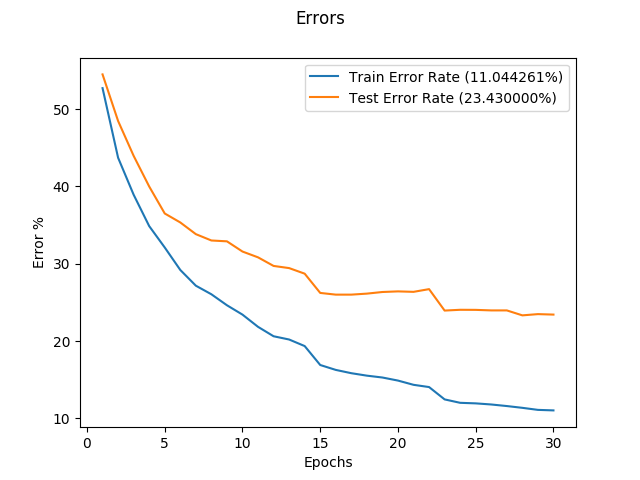 Errors
Train Error Rate (11.044261%)
Test Error Rate (23.430000%)
50
40
30
20
10
Error %
0 5 10 15 20 25 30
Epochs